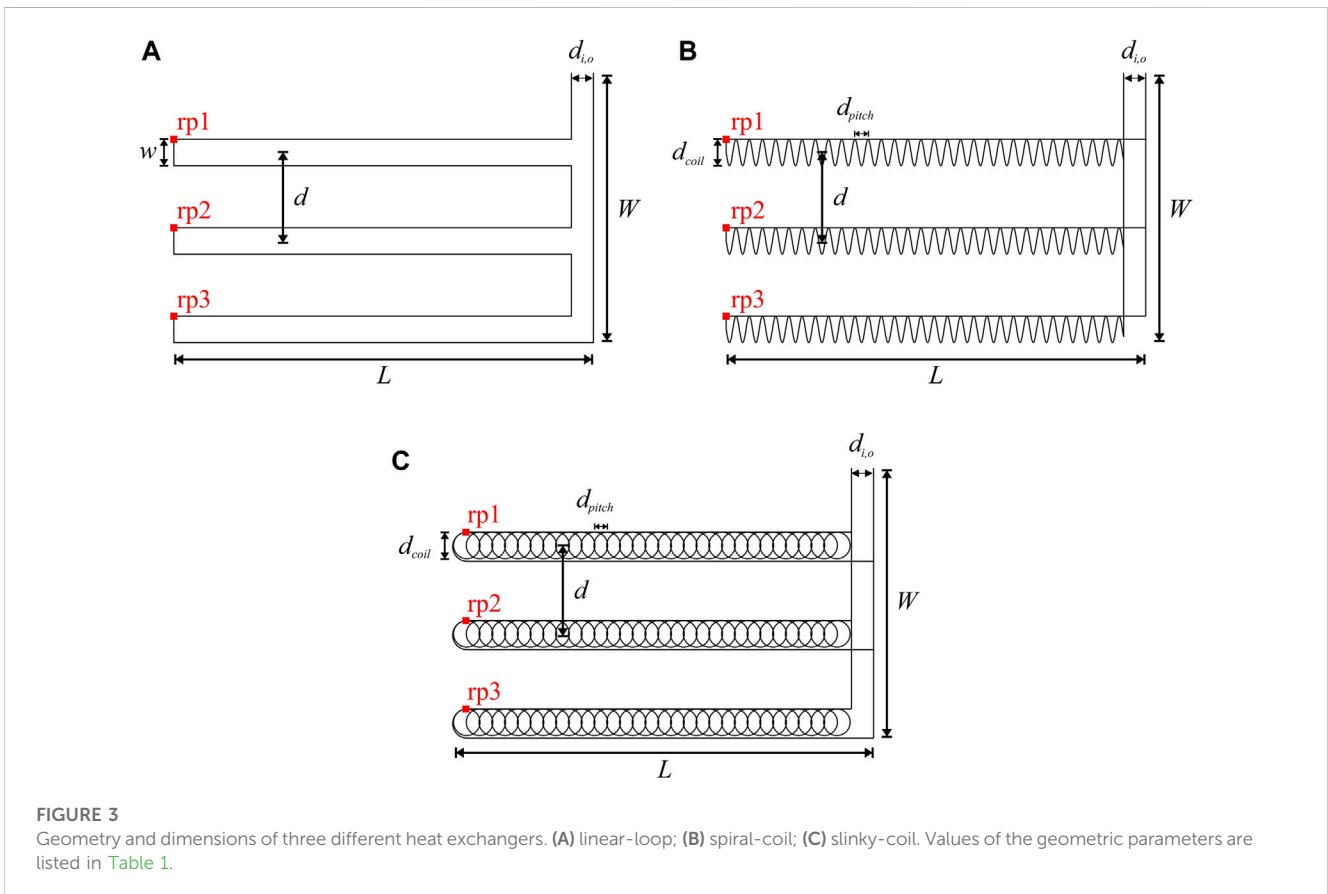 A
d_{i,o}
rp1
w
d
W
rp2
rp3
L
B
d_{i,o}
rp1
d_{pitch}
d_{coil}
d
W
rp2
rp3
L
C
d_{i,o}
rp1
d_{pitch}
d_{coil}
d
W
rp2
rp3
L
FIGURE 3
Geometry and dimensions of three different heat exchangers. (A) linear-loop; (B) spiral-coil; (C) slinky-coil. Values of the geometric parameters are
listed in Table 1.